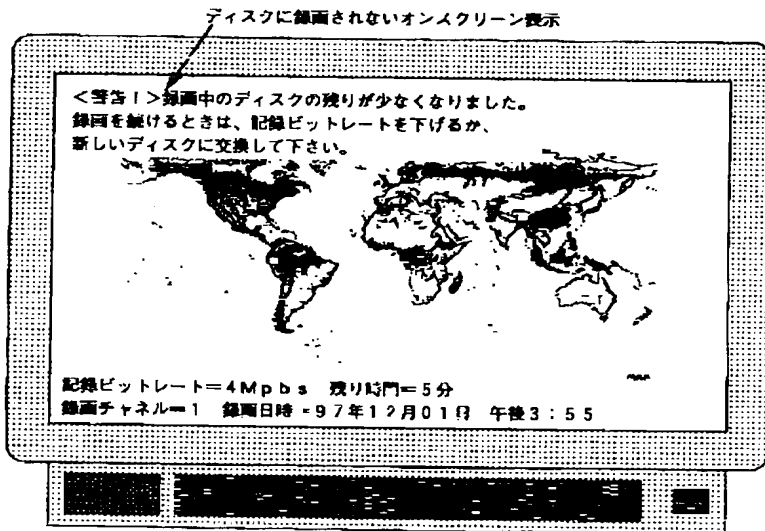 ディスクに録画されないオンスクリーン表示
＜警告！＞録画中のディスクの残りが少なくなりました。
録画を続けるときは、記録ビットレートを下げるか、
新しいディスクに交換して下さい。
記録ビットレート＝４Ｍｐｂｓ　残り時間＝５分
録画チャネル＝１　録画日時＝９７年１２月０１日　午後３：５５